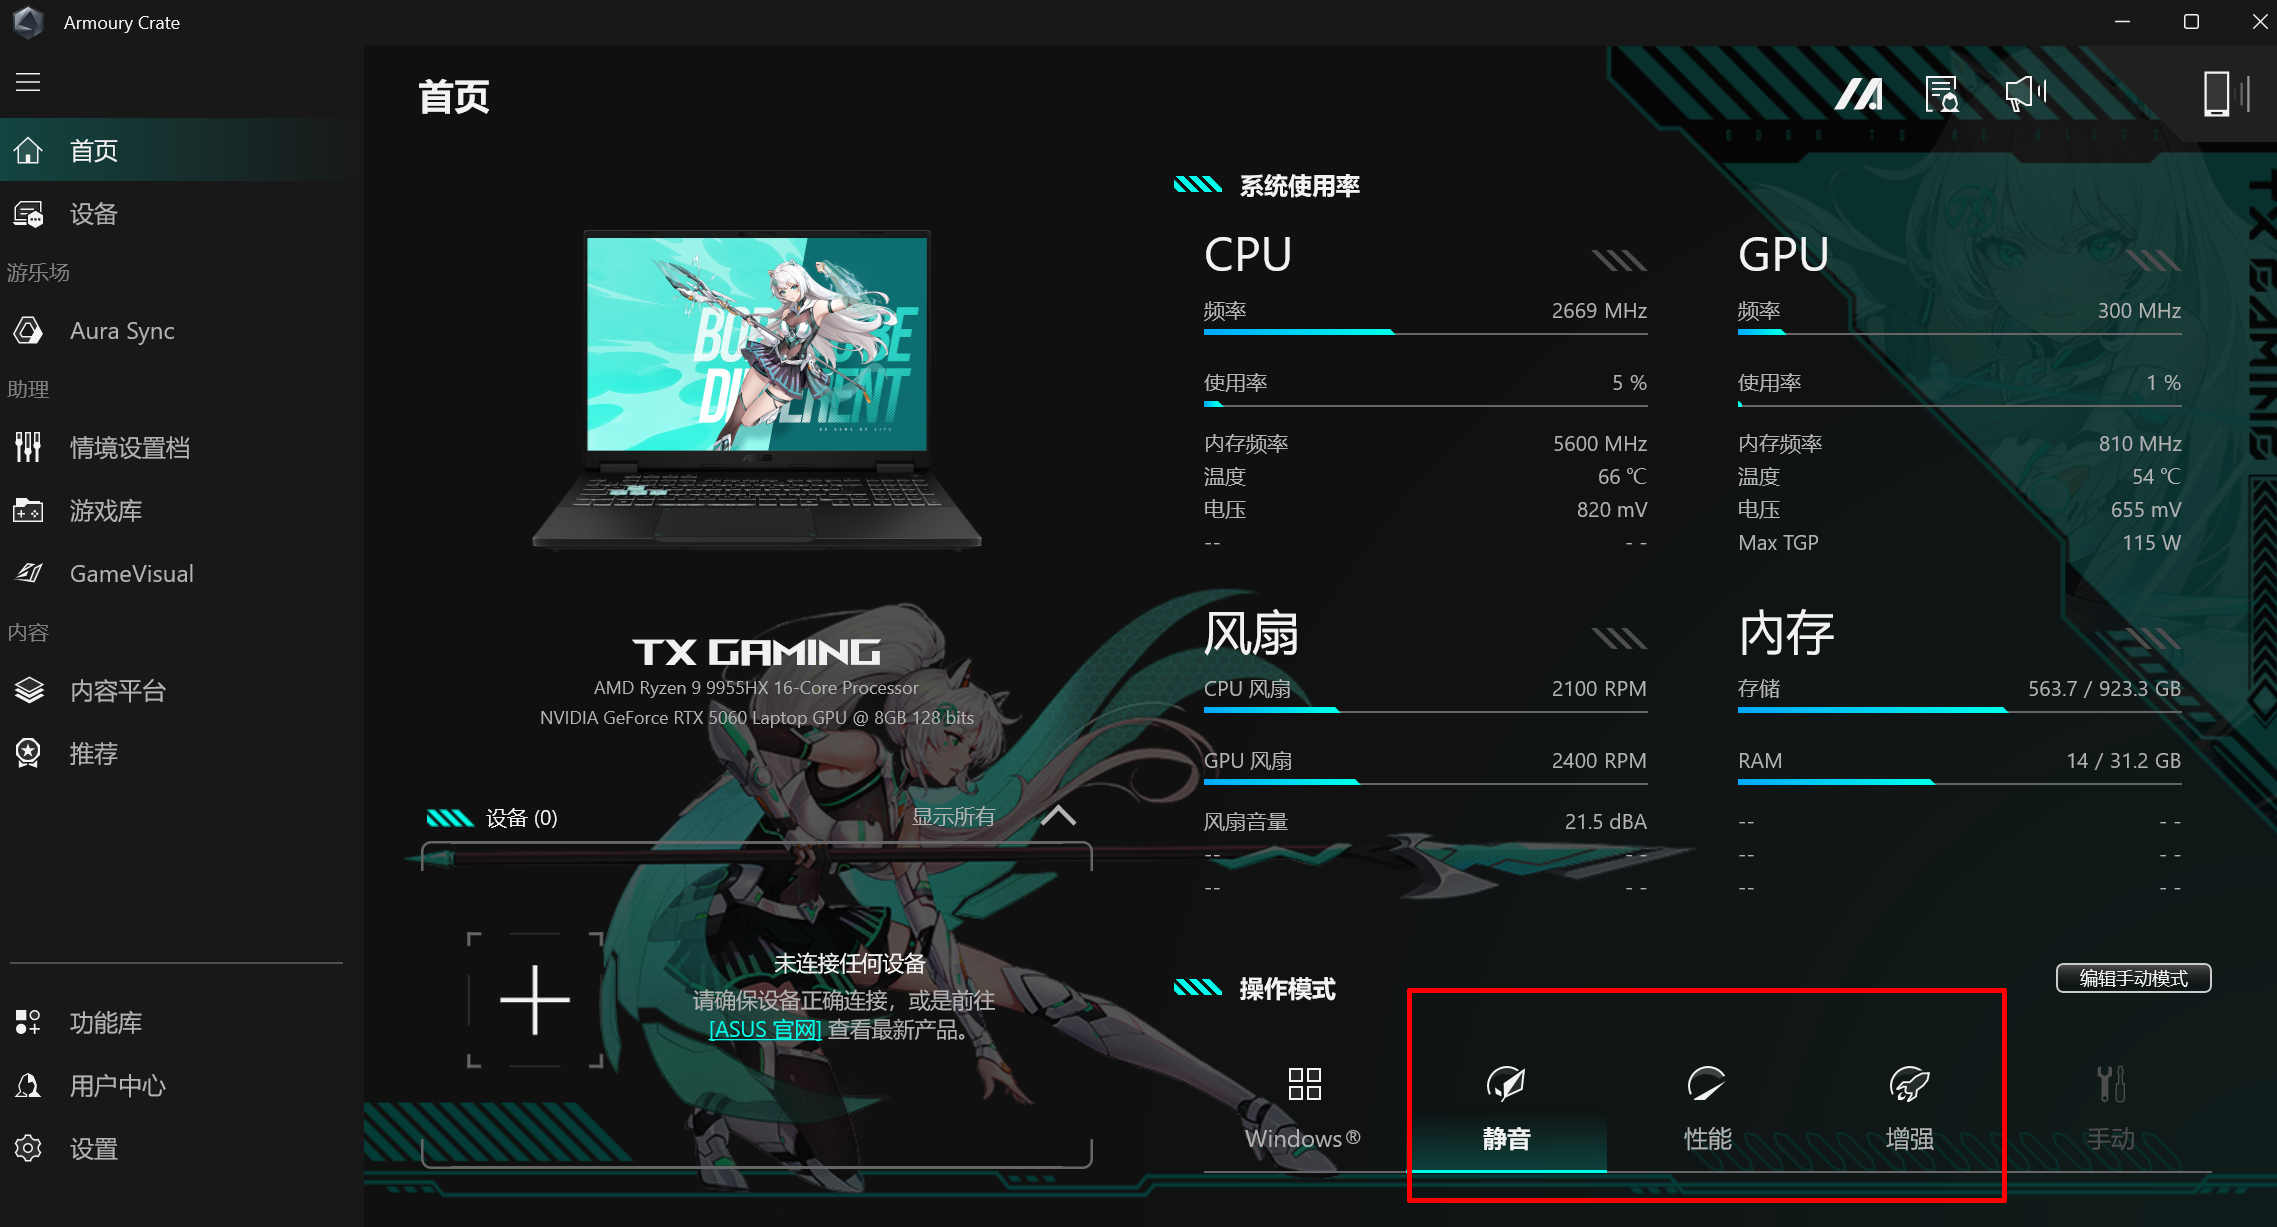 Armoury Crate
首页
首页
设备
游乐场
Aura Sync
助理
情境设置档
游戏库
GameVisual
内容
内容平台
推荐
功能库
用户中心
设置
TX GAMING
AMD Ryzen 9 9955HX 16-Core Processor
NVIDIA GeForce RTX 5060 Laptop GPU @ 8GB 128 bits
设备 (0)
显示所有
未连接任何设备
请确保设备正确连接，或是前往
[ASUS 官网] 查看最新产品。
系统使用率
CPU
频率 2669 MHz
使用率 5 %
内存频率 5600 MHz
温度 66 ℃
电压 820 mV
-- - -
GPU
频率 300 MHz
使用率 1 %
内存频率 810 MHz
温度 54 ℃
电压 655 mV
Max TGP 115 W
风扇
CPU 风扇 2100 RPM
GPU 风扇 2400 RPM
风扇音量 21.5 dBA
-- - -
-- - -
内存
存储 563.7 / 923.3 GB
RAM 14 / 31.2 GB
-- - -
-- - -
-- - -
操作模式
编辑手动模式
Windows®
静音
性能
增强
手动
TX GAMING